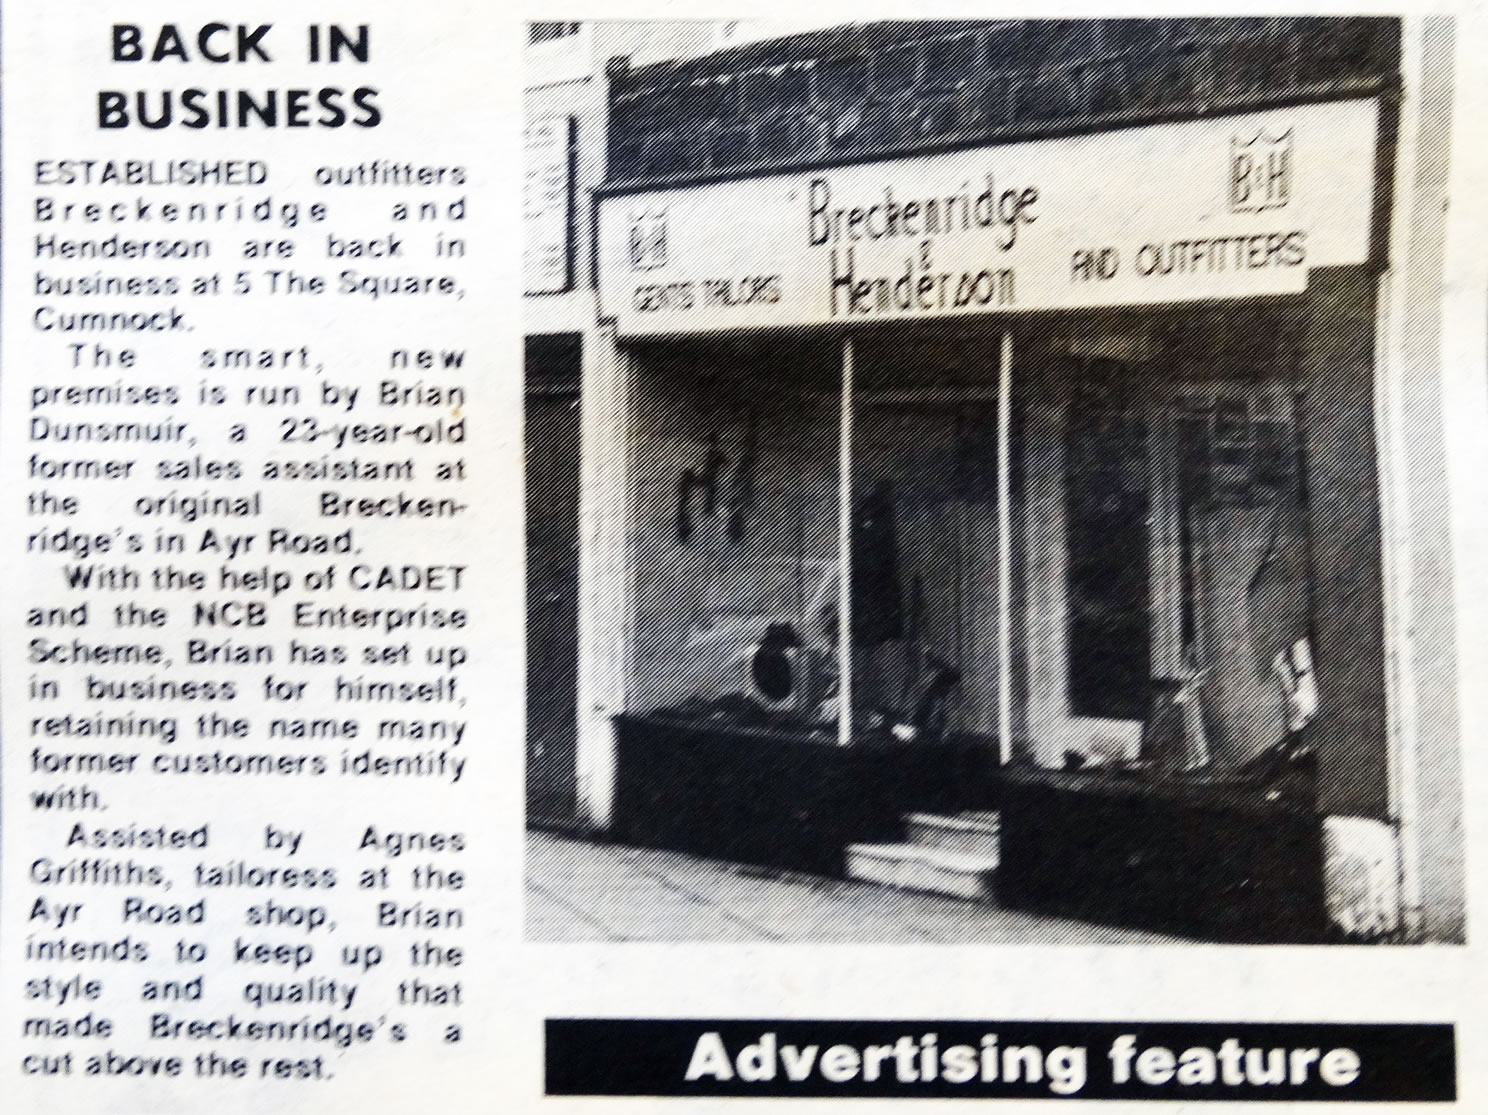 BACK IN
BUSINESS
ESTABLISHED outfitters
Breckenridge and
Henderson are back in
business at 5 The Square,
Cumnock.
The smart, new
premises is run by Brian
Dunsmuir, a 23-year-old
former sales assistant at
the original Brecken-
ridge's in Ayr Road.
With the help of CADET
and the NCB Enterprise
Scheme, Brian has set up
in business for himself,
retaining the name many
former customers identify
with.
Assisted by Agnes
Griffiths, tailoress at the
Ayr Road shop, Brian
intends to keep up the
style and quality that
made Breckenridge's a
cut above the rest.
B&H
Breckenridge
&
Henderson
B&H
GENTS TAILORS
AND OUTFITTERS
Advertising feature